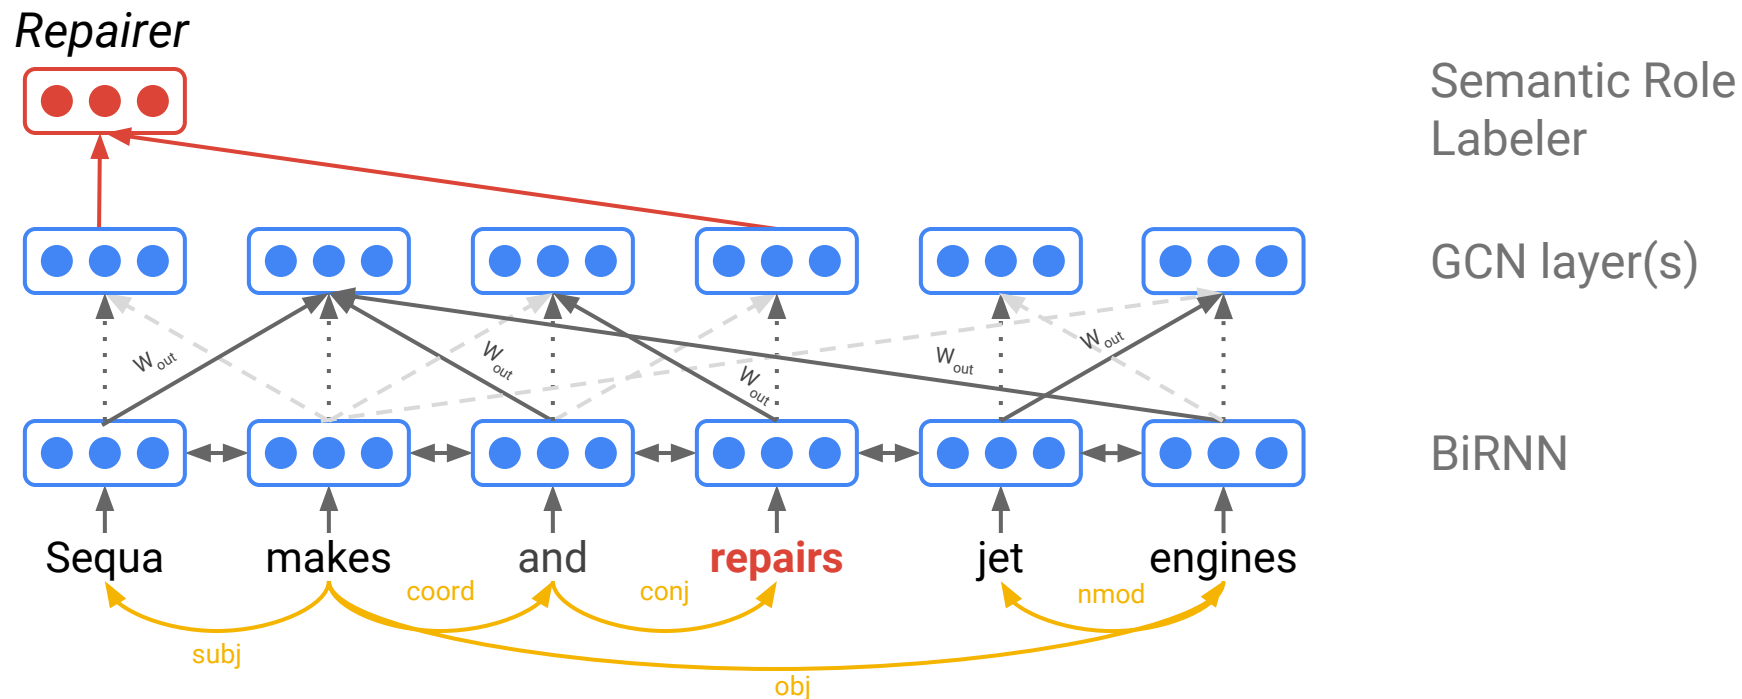 Repairer
Semantic Role
Labeler
GCN layer(s)
W out
W out
W out
W out
W out
BiRNN
Sequa makes and repairs jet engines
coord conj nmod
subj
obj